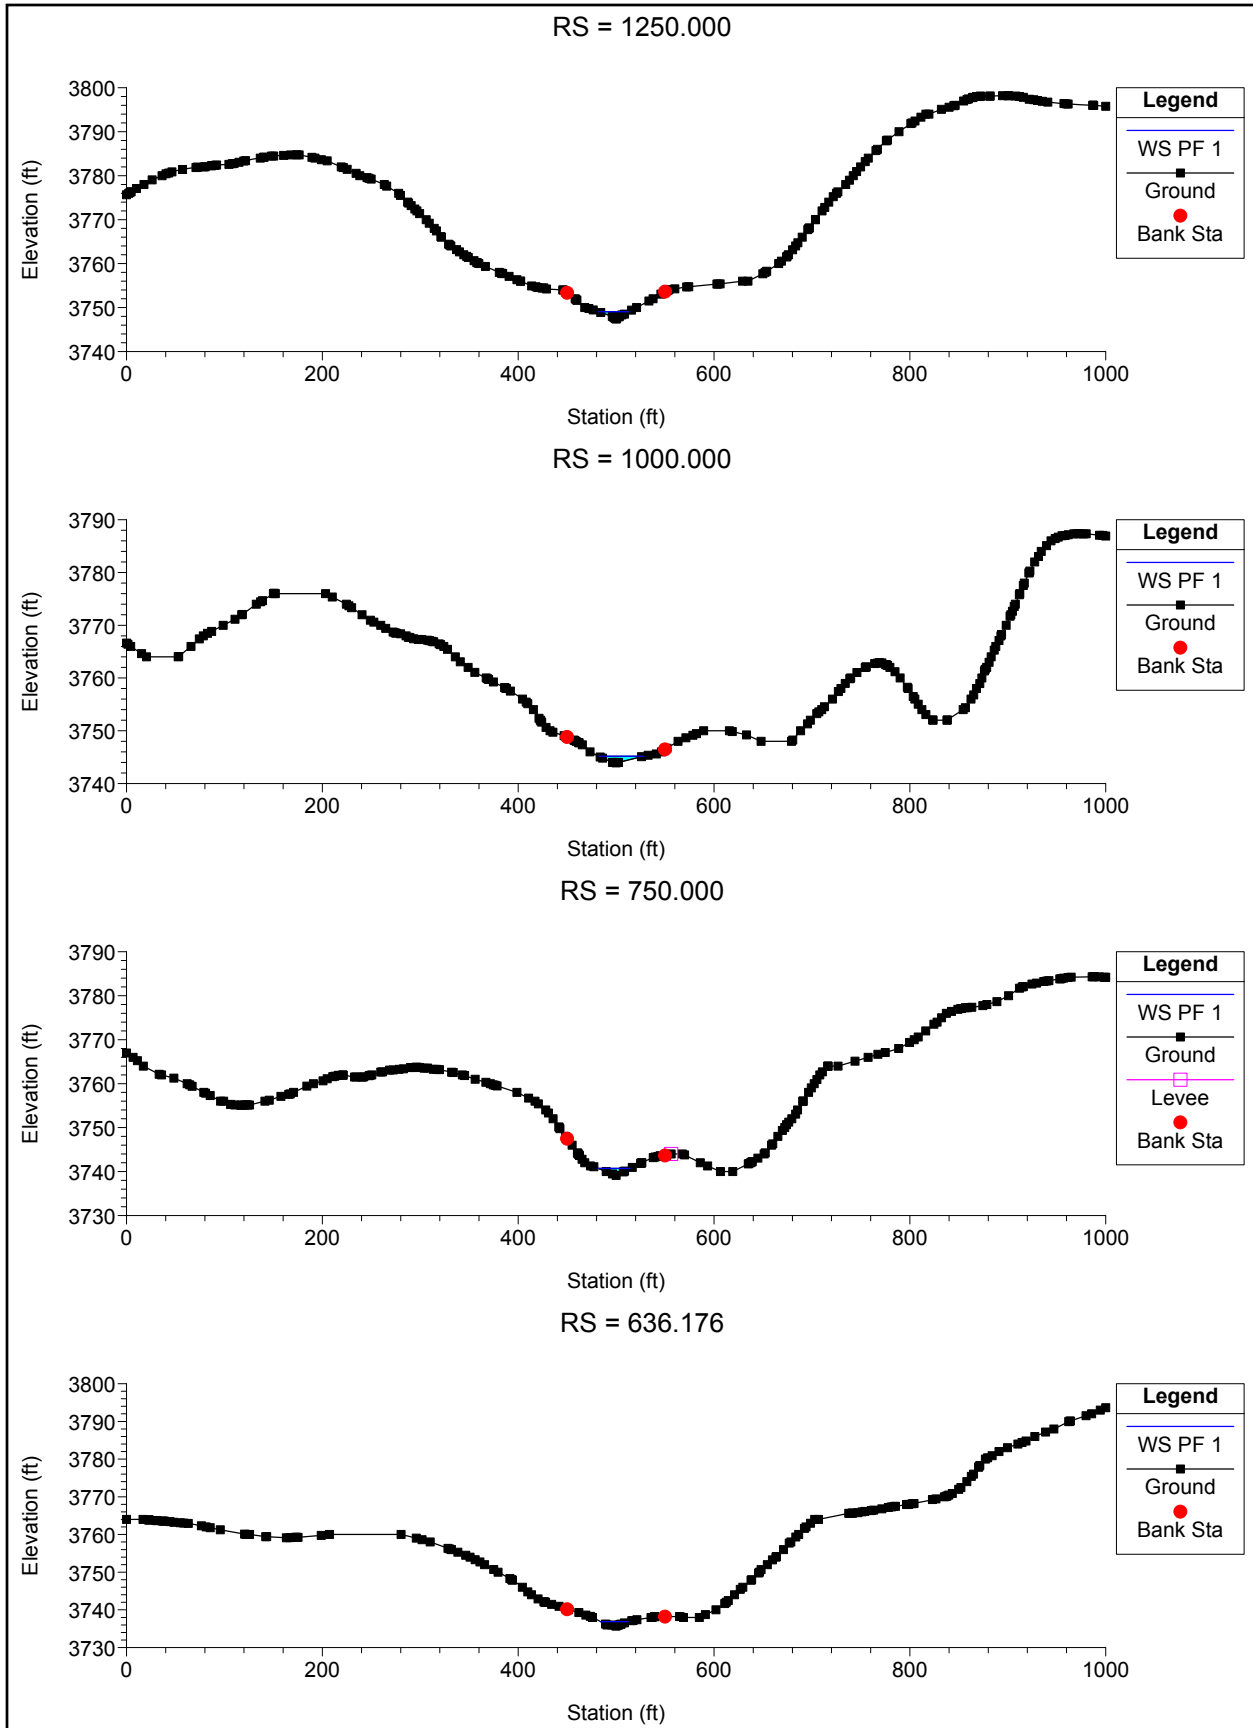 RS = 1250.000
3800
3790
3780
3770
3760
3750
3740
Elevation (ft)
0 200 400 600 800 1000
Station (ft)
Legend
WS PF 1
Ground
Bank Sta
RS = 1000.000
3790
3780
3770
3760
3750
3740
Elevation (ft)
0 200 400 600 800 1000
Station (ft)
Legend
WS PF 1
Ground
Bank Sta
RS = 750.000
3790
3780
3770
3760
3750
3740
3730
Elevation (ft)
0 200 400 600 800 1000
Station (ft)
Legend
WS PF 1
Ground
Levee
Bank Sta
RS = 636.176
3800
3790
3780
3770
3760
3750
3740
3730
Elevation (ft)
0 200 400 600 800 1000
Station (ft)
Legend
WS PF 1
Ground
Bank Sta